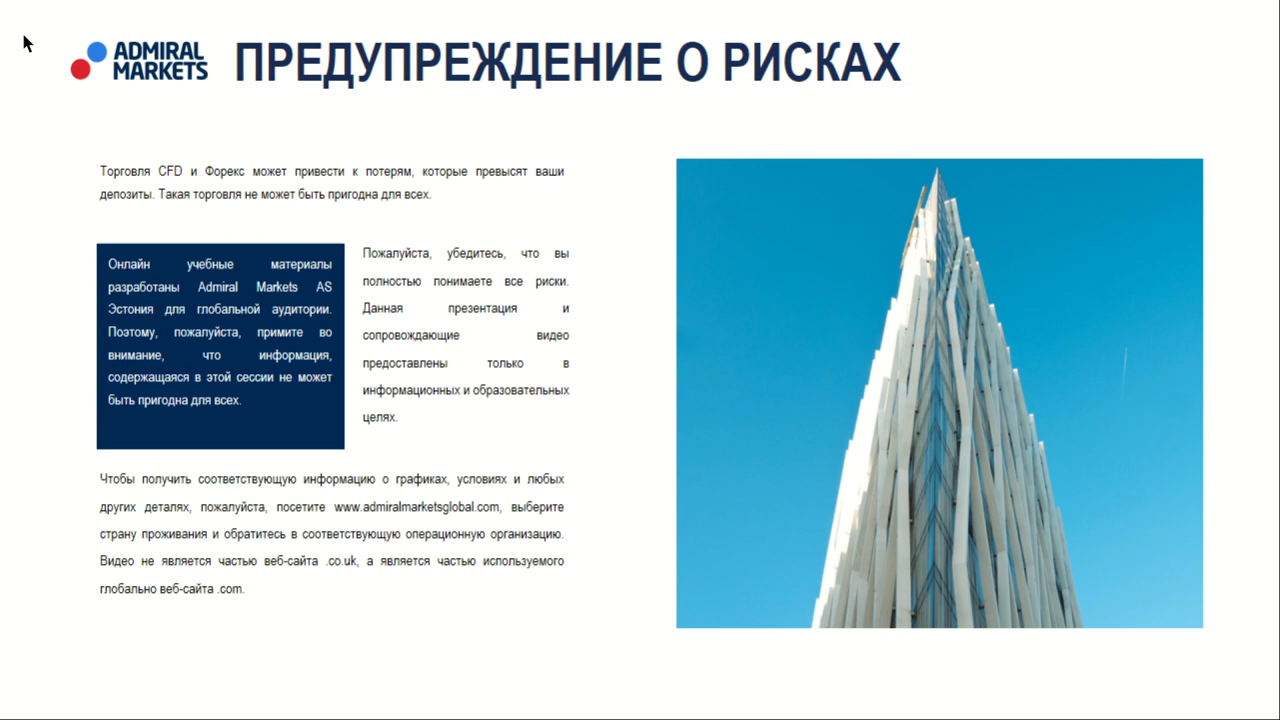 ADMIRAL
MARKETS
ПРЕДУПРЕЖДЕНИЕ О РИСКАХ
Торговля CFD и Форекс может привести к потерям, которые превысят ваши
депозиты. Такая торговля не может быть пригодна для всех.
Онлайн учебные материалы
разработаны Admiral Markets AS
Эстония для глобальной аудитории.
Поэтому, пожалуйста, примите во
внимание, что информация,
содержащаяся в этой сессии не может
быть пригодна для всех.
Пожалуйста, убедитесь, что вы
полностью понимаете все риски.
Данная презентация и
сопровождающие видео
предоставлены только в
информационных и образовательных
целях.
Чтобы получить соответствующую информацию о графиках, условиях и любых
других деталях, пожалуйста, посетите www.admiralmarketsglobal.com, выберите
страну проживания и обратитесь в соответствующую операционную организацию.
Видео не является частью веб-сайта .co.uk, а является частью используемого
глобально веб-сайта .com.